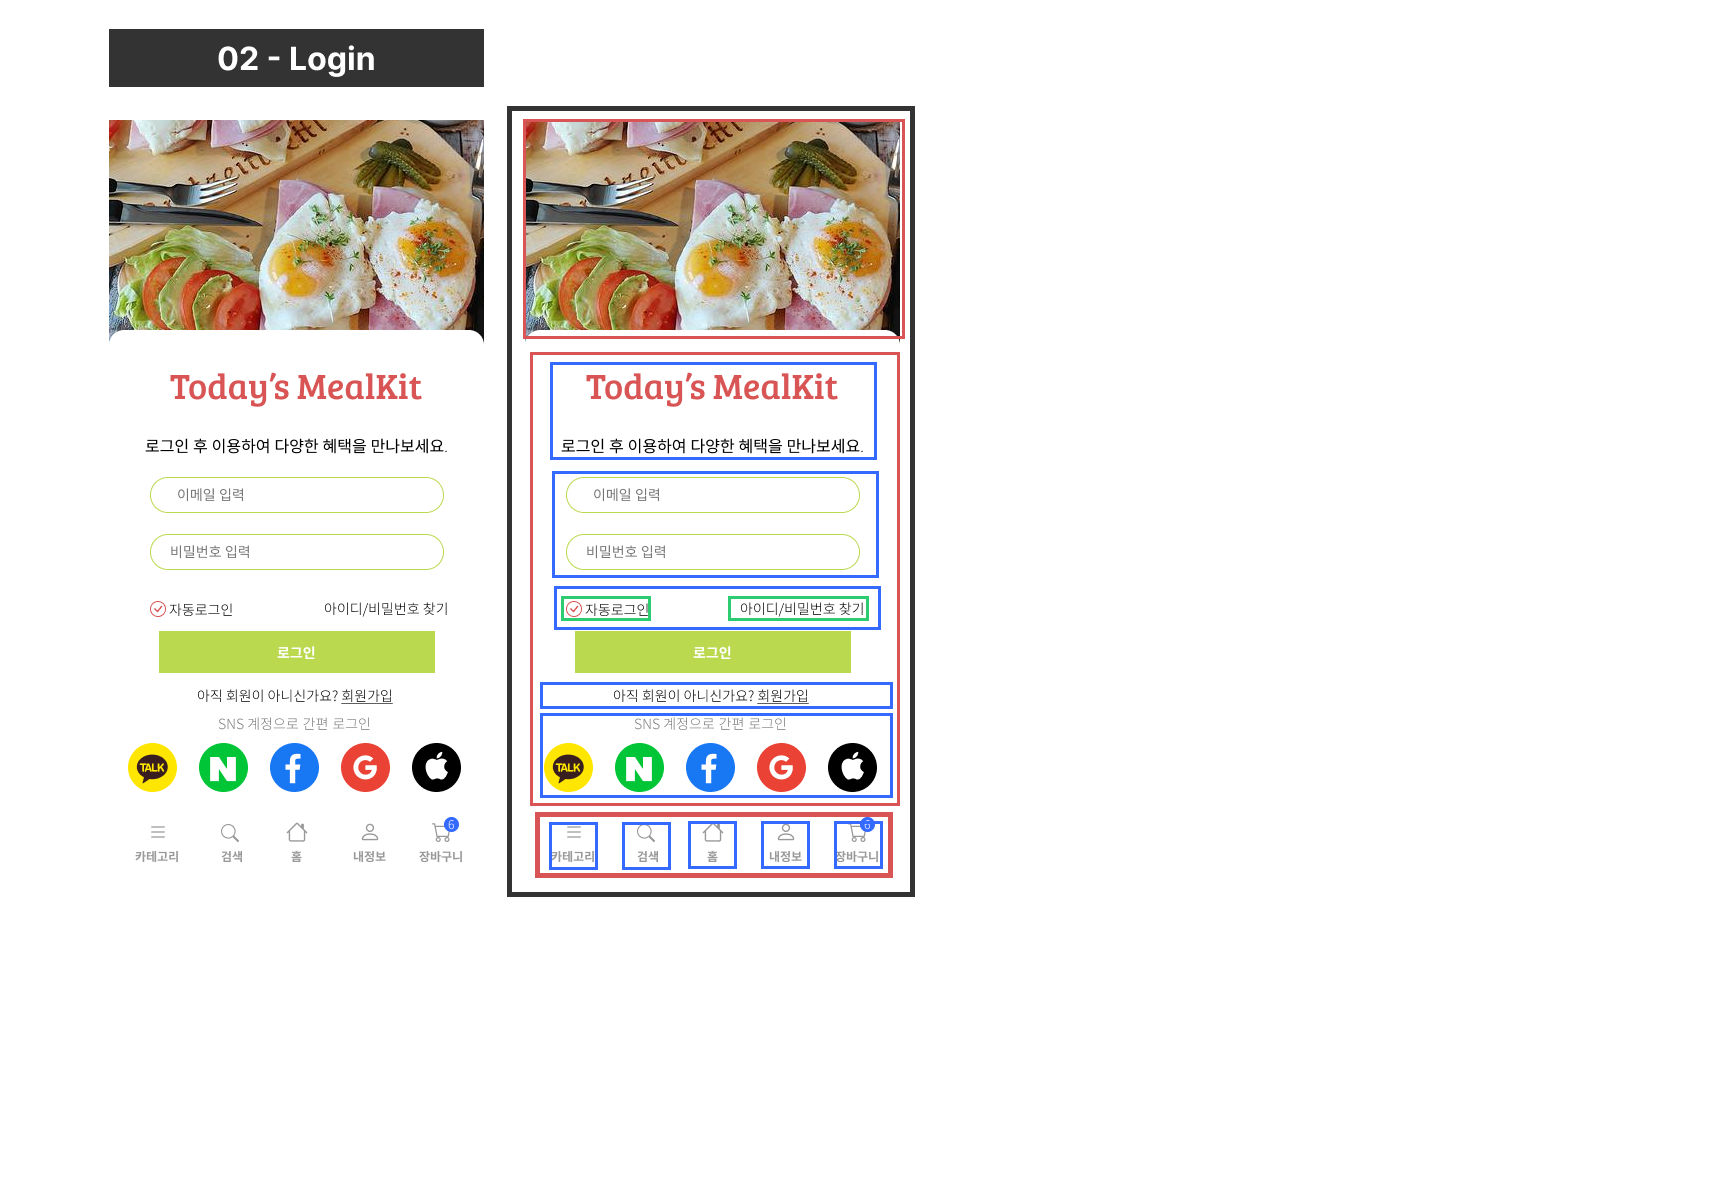 02 - Login
Today's MealKit
로그인 후 이용하여 다양한 혜택을 만나보세요.
이메일 입력
비밀번호 입력
자동로그인 아이디/비밀번호 찾기
로그인
아직 회원이 아니신가요? 회원가입
SNS 계정으로 간편 로그인
TALK N f G
6
카테고리 검색 홈 내정보 장바구니
Today's MealKit
로그인 후 이용하여 다양한 혜택을 만나보세요.
이메일 입력
비밀번호 입력
자동로그인 아이디/비밀번호 찾기
로그인
아직 회원이 아니신가요? 회원가입
SNS 계정으로 간편 로그인
TALK N f G
6
카테고리 검색 홈 내정보 장바구니